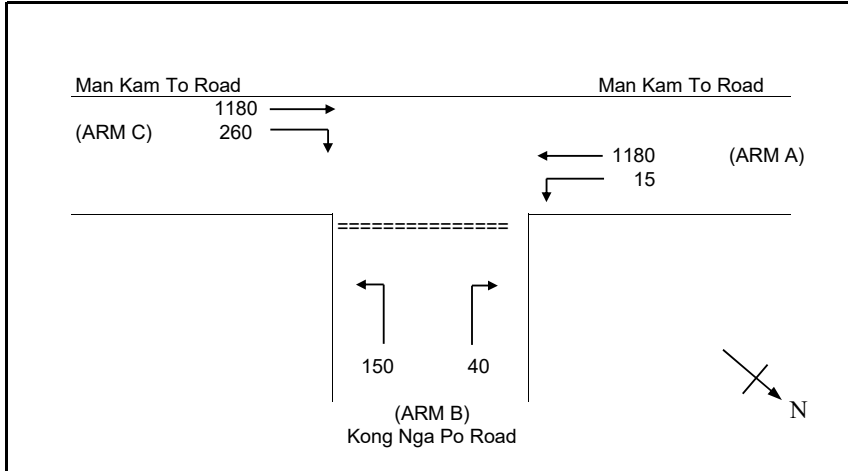 Man Kam To Road Man Kam To Road
1180
(ARM C) 260
1180 (ARM A)
15
150 40
(ARM B)
Kong Nga Po Road
N